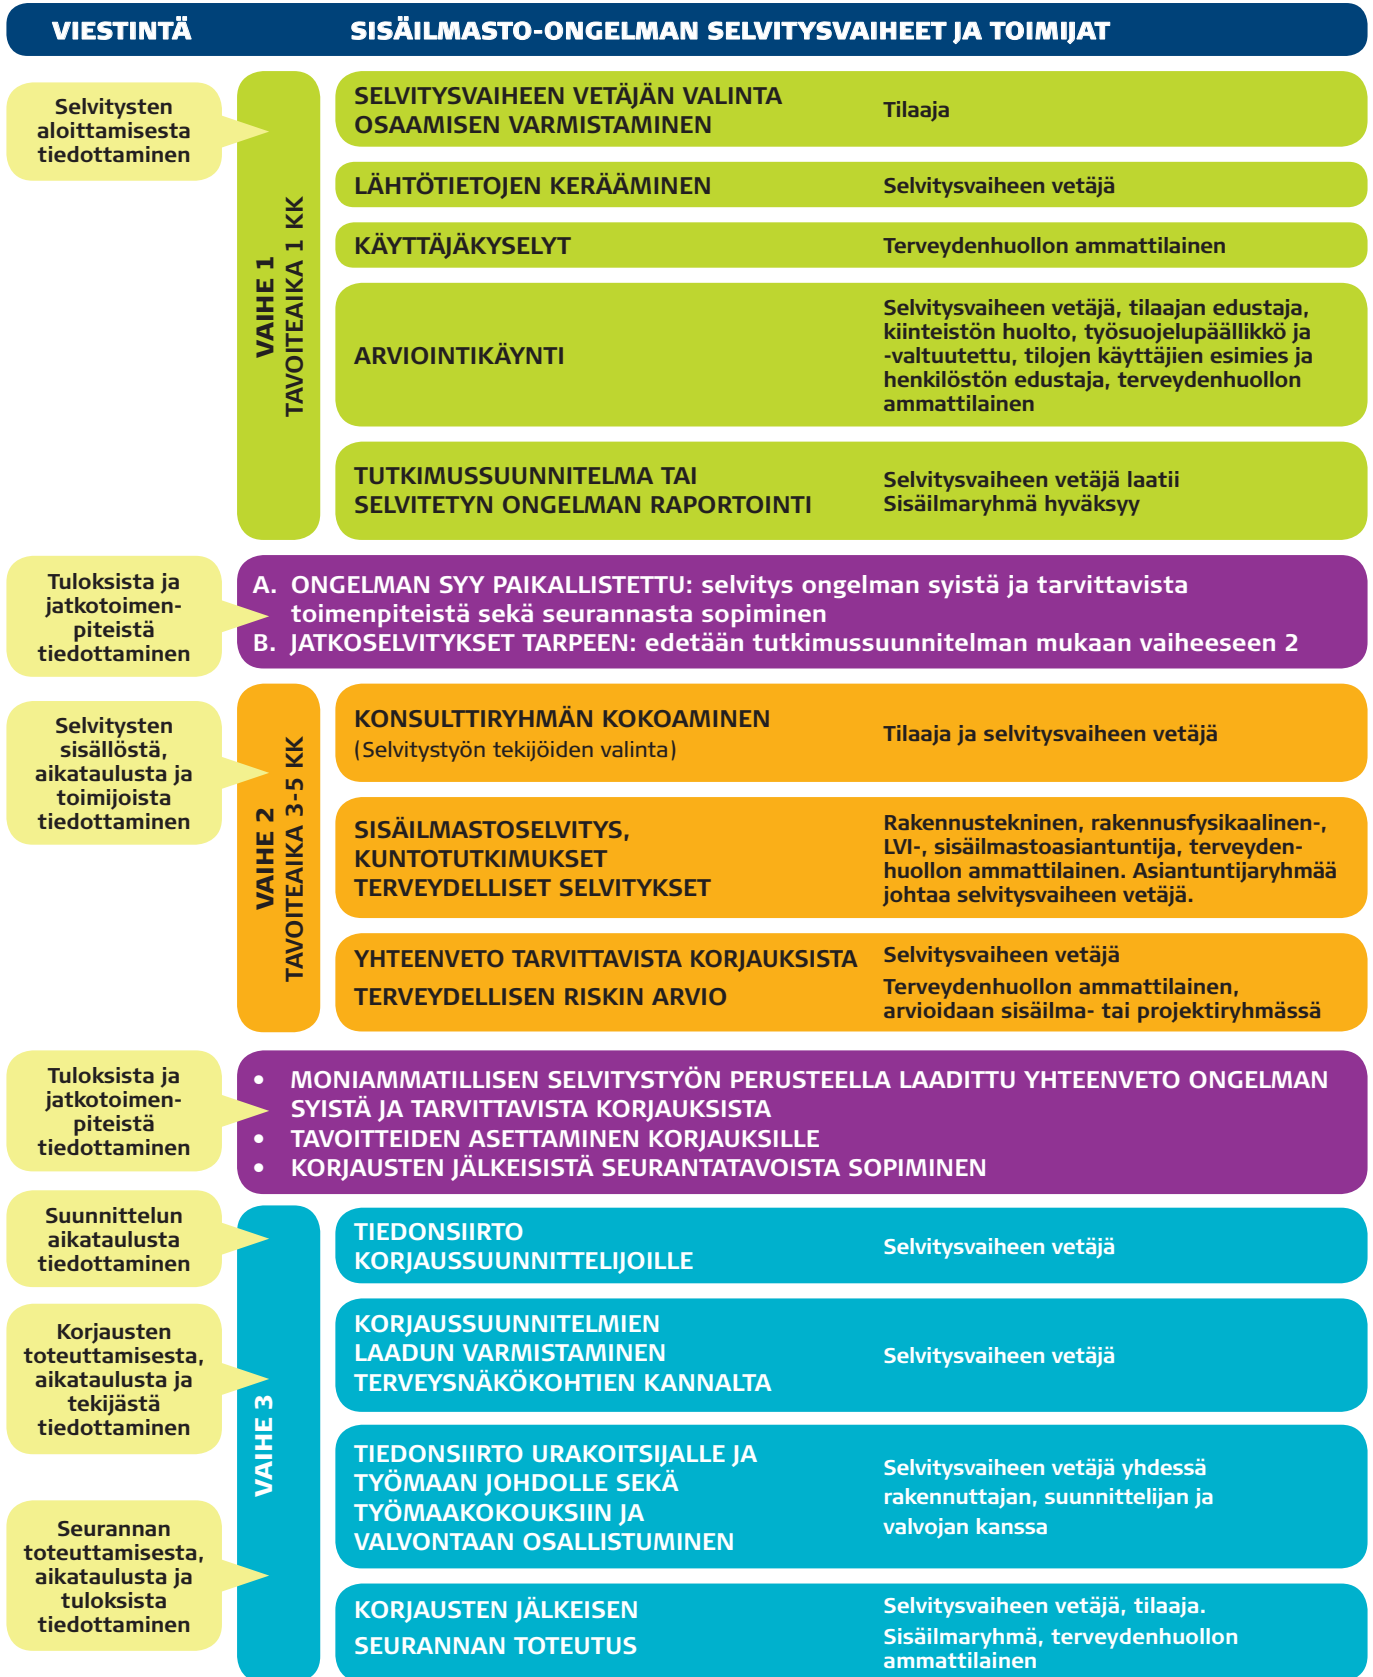 VIESTINTÄ
SISÄILMASTO-ONGELMAN SELVITYSVAIHEET JA TOIMIJAT
Selvitysten
aloittamisesta
tiedottaminen
VAIHE 1
TAVOITEAIKA 1 KK
SELVITYSVAIHEEN VETÄJÄN VALINTA
OSAAMISEN VARMISTAMINEN
Tilaaja
LÄHTÖTIETOJEN KERÄÄMINEN
Selvitysvaiheen vetäjä
KÄYTTÄJÄKYSELYT
Terveydenhuollon ammattilainen
ARVIOINTIKÄYNTI
Selvitysvaiheen vetäjä, tilaajan edustaja,
kiinteistön huolto, työsuojelupäällikkö ja
-valtuutettu, tilojen käyttäjien esimies ja
henkilöstön edustaja, terveydenhuollon
ammattilainen
TUTKIMUSSUUNNITELMA TAI
SELVITETYN ONGELMAN RAPORTOINTI
Selvitysvaiheen vetäjä laatii
Sisäilmaryhmä hyväksyy
Tuloksista ja
jatkotoimen-
piteistä
tiedottaminen
A. ONGELMAN SYY PAIKALLISTETTU: selvitys ongelman syistä ja tarvittavista
toimenpiteistä sekä seurannasta sopiminen
B. JATKOSELVITYKSET TARPEEN: edetään tutkimussuunnitelman mukaan vaiheeseen 2
Selvitysten
sisällöstä,
aikataulusta ja
toimijoista
tiedottaminen
VAIHE 2
TAVOITEAIKA 3-5 KK
KONSULTTIRYHMÄN KOKOAMINEN
(Selvitystyön tekijöiden valinta)
Tilaaja ja selvitysvaiheen vetäjä
SISÄILMASTOSELVITYS,
KUNTOTUTKIMUKSET
TERVEYDELLISET SELVITYKSET
Rakennustekninen, rakennusfysikaalinen-,
LVI-, sisäilmastoasiantuntija, terveyden-
huollon ammattilainen. Asiantuntijaryhmää
johtaa selvitysvaiheen vetäjä.
YHTEENVETO TARVITTAVISTA KORJAUKSISTA
Selvitysvaiheen vetäjä
TERVEYDELLISEN RISKIN ARVIO
Terveydenhuollon ammattilainen,
arvioidaan sisäilma- tai projektiryhmässä
Tuloksista ja
jatkotoimen-
piteistä
tiedottaminen
• MONIAMMATILLISEN SELVITYSTYÖN PERUSTEELLA LAADITTU YHTEENVETO ONGELMAN
SYISTÄ JA TARVITTAVISTA KORJAUKSISTA
• TAVOITTEIDEN ASETTAMINEN KORJAUKSILLE
• KORJAUSTEN JÄLKEISISTÄ SEURANTATAVOISTA SOPIMINEN
Suunnittelun
aikataulusta
tiedottaminen
Korjausten
toteuttamisesta,
aikataulusta ja
tekijästä
tiedottaminen
Seurannan
toteuttamisesta,
aikataulusta ja
tuloksista
tiedottaminen
VAIHE 3
TIEDONSIIRTO
KORJAUSSUUNNITTELIJOILLE
Selvitysvaiheen vetäjä
KORJAUSSUUNNITELMIEN
LAADUN VARMISTAMINEN
TERVEYSNÄKÖKOHTIEN KANNALTA
Selvitysvaiheen vetäjä
TIEDONSIIRTO URAKOITSIJALLE JA
TYÖMAAN JOHDOLLE SEKÄ
TYÖMAAKOKOUKSIIN JA
VALVONTAAN OSALLISTUMINEN
Selvitysvaiheen vetäjä yhdessä
rakennuttajan, suunnittelijan ja
valvojan kanssa
KORJAUSTEN JÄLKEISEN
SEURANNAN TOTEUTUS
Selvitysvaiheen vetäjä, tilaaja.
Sisäilmaryhmä, terveydenhuollon
ammattilainen